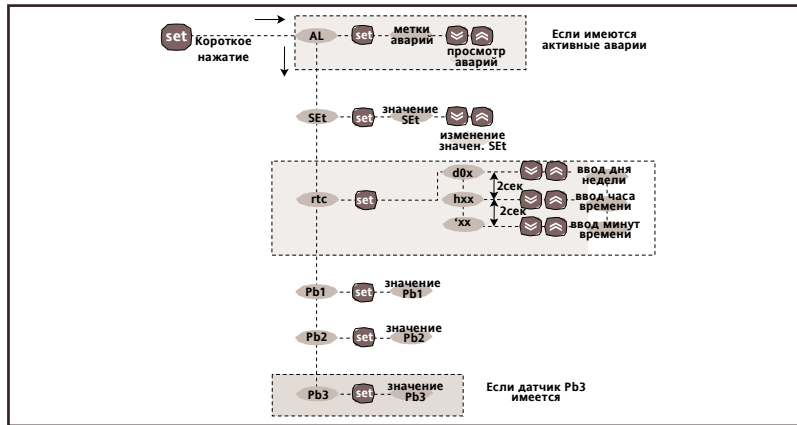 set
Короткое
нажатие
AL
set
метки
аварий
просмотр
аварий
Если имеются
активные аварии
SEt
set
значение
SEt
изменение
значен. SEt
rtc
set
d0x
2сек
hxx
2сек
‘xx
ввод дня
недели
ввод часа
времени
ввод минут
времени
Pb1
set
значение
Pb1
Pb2
set
значение
Pb2
Pb3
set
значение
Pb3
Если датчик Pb3
имеется